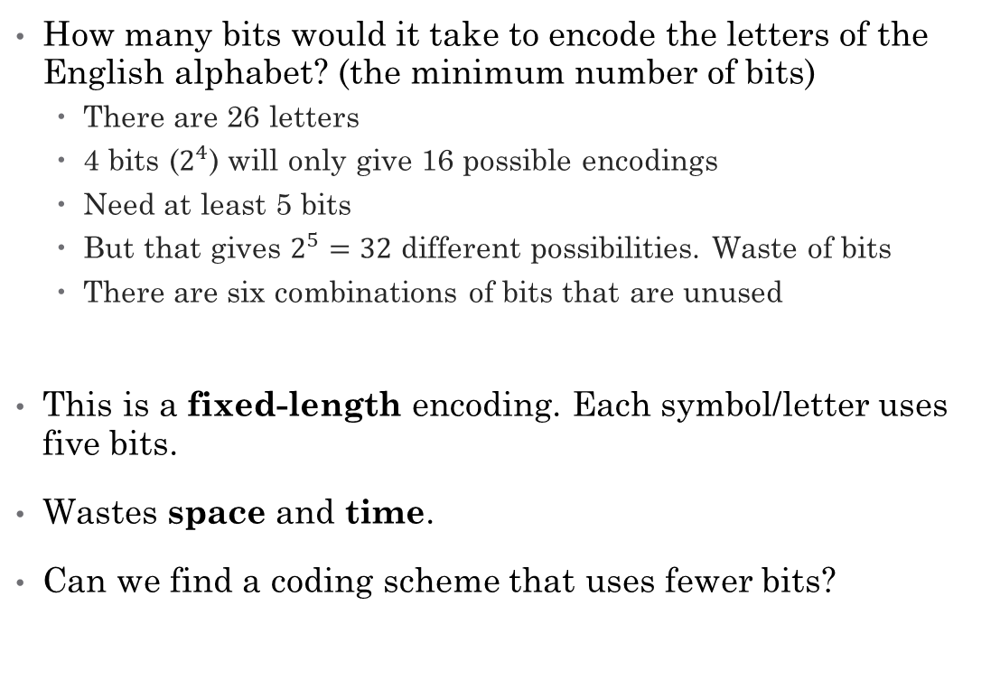 • How many bits would it take to encode the letters of the
English alphabet? (the minimum number of bits)
• There are 26 letters
• 4 bits (2⁴) will only give 16 possible encodings
• Need at least 5 bits
• But that gives 2⁵ = 32 different possibilities. Waste of bits
• There are six combinations of bits that are unused
• This is a fixed-length encoding. Each symbol/letter uses
five bits.
• Wastes space and time.
• Can we find a coding scheme that uses fewer bits?